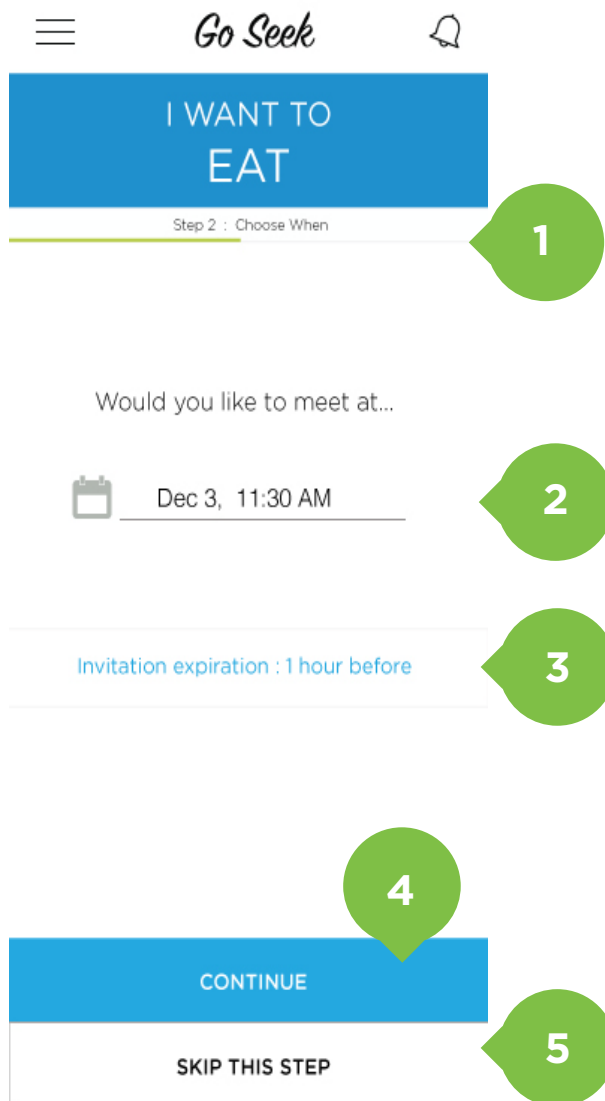 Go Seek
I WANT TO
EAT
Step 2 : Choose When
1
Would you like to meet at...
Dec 3, 11:30 AM
2
Invitation expiration : 1 hour before
3
4
CONTINUE
SKIP THIS STEP
5